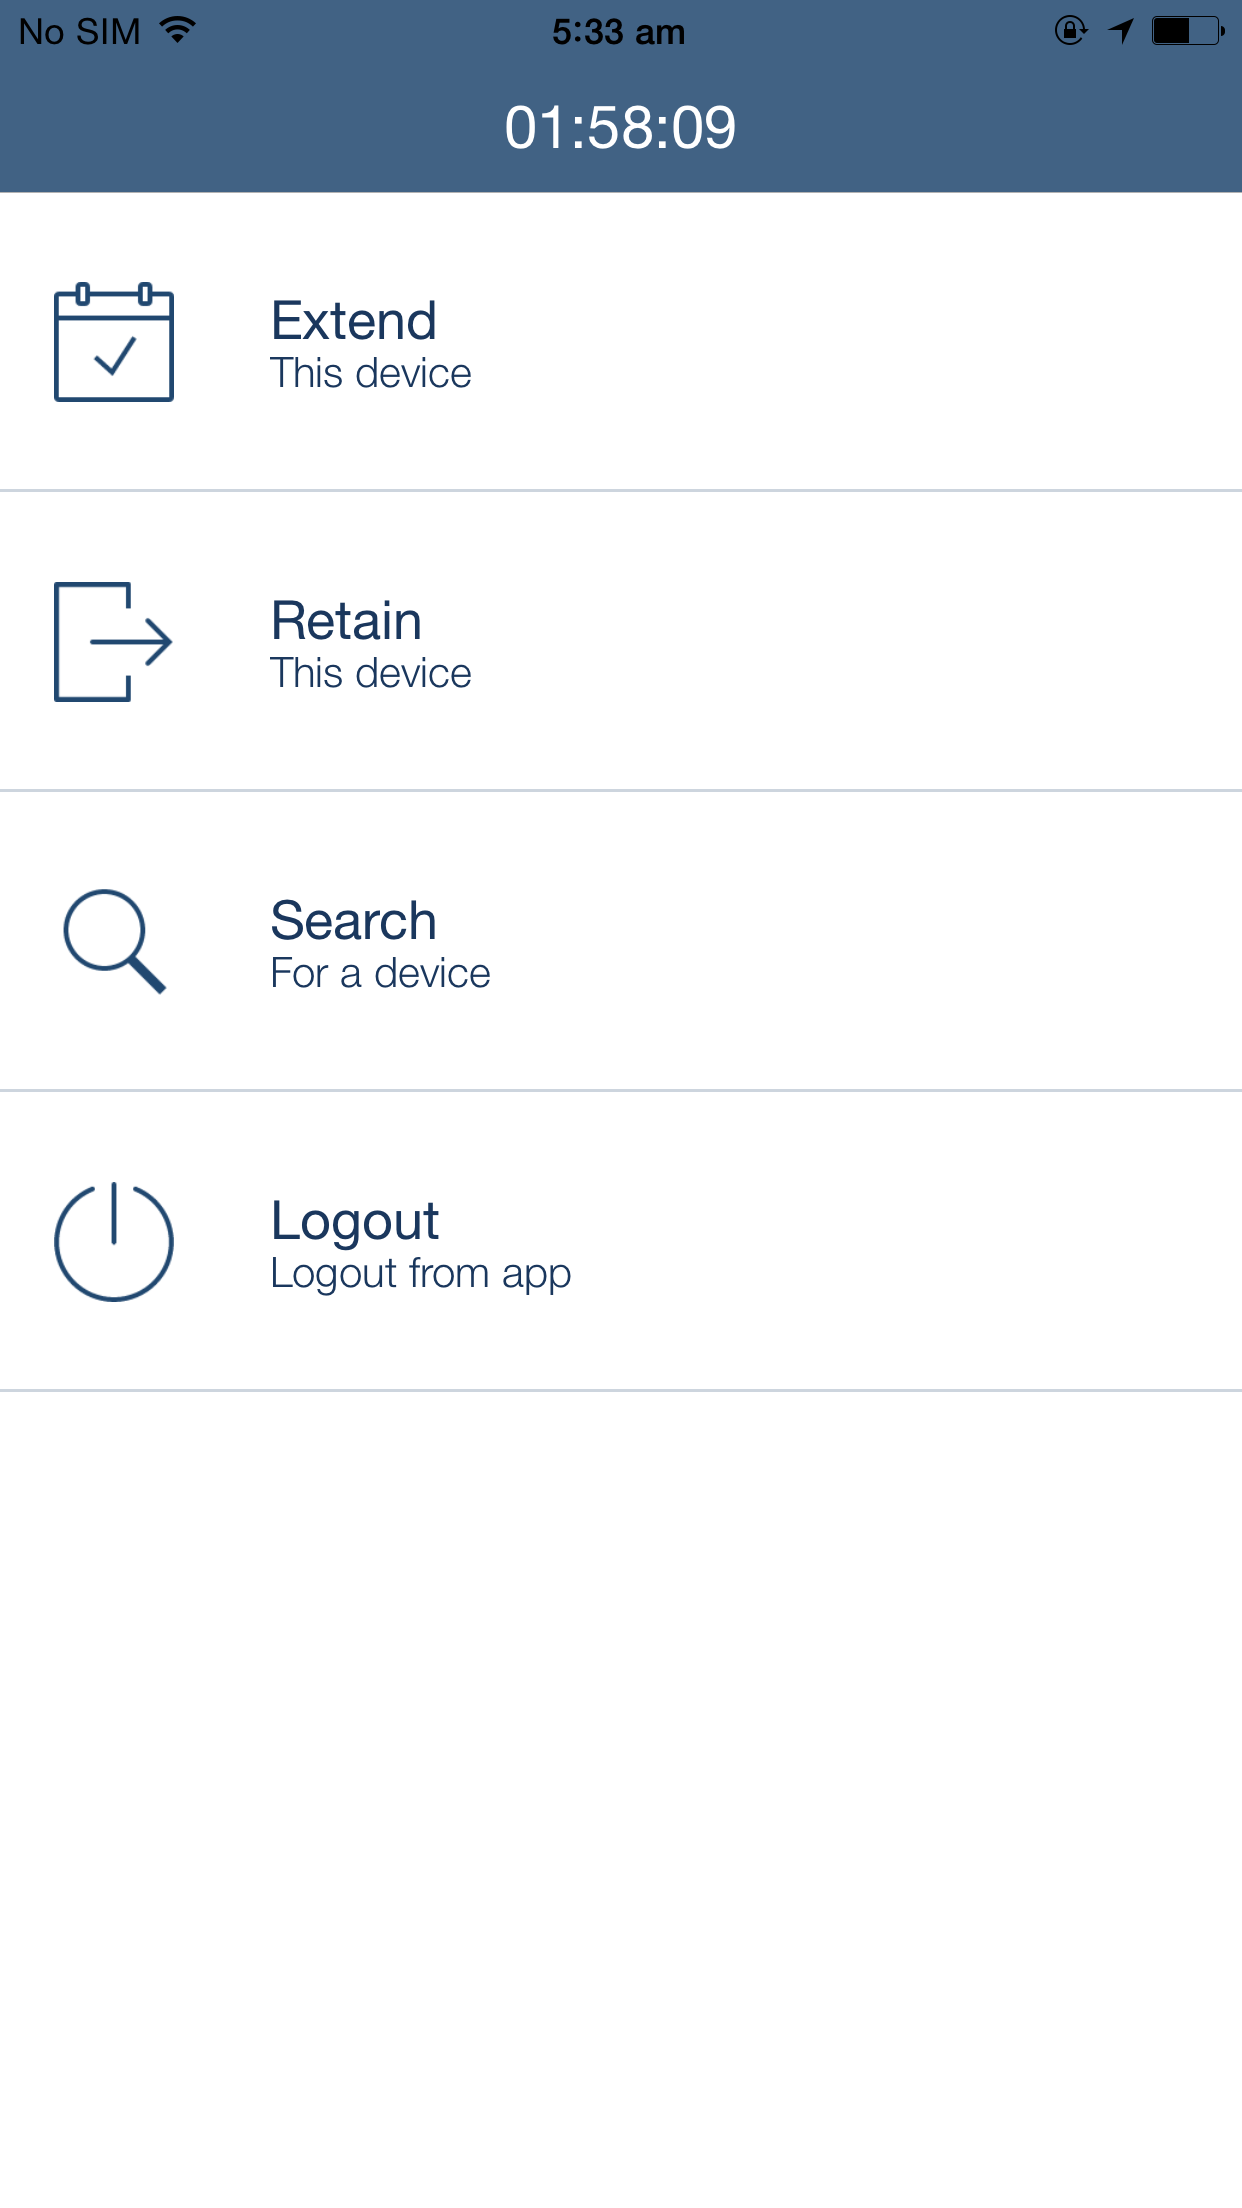 No SIM 5:33 am
01:58:09
Extend
This device
Retain
This device
Search
For a device
Logout
Logout from app